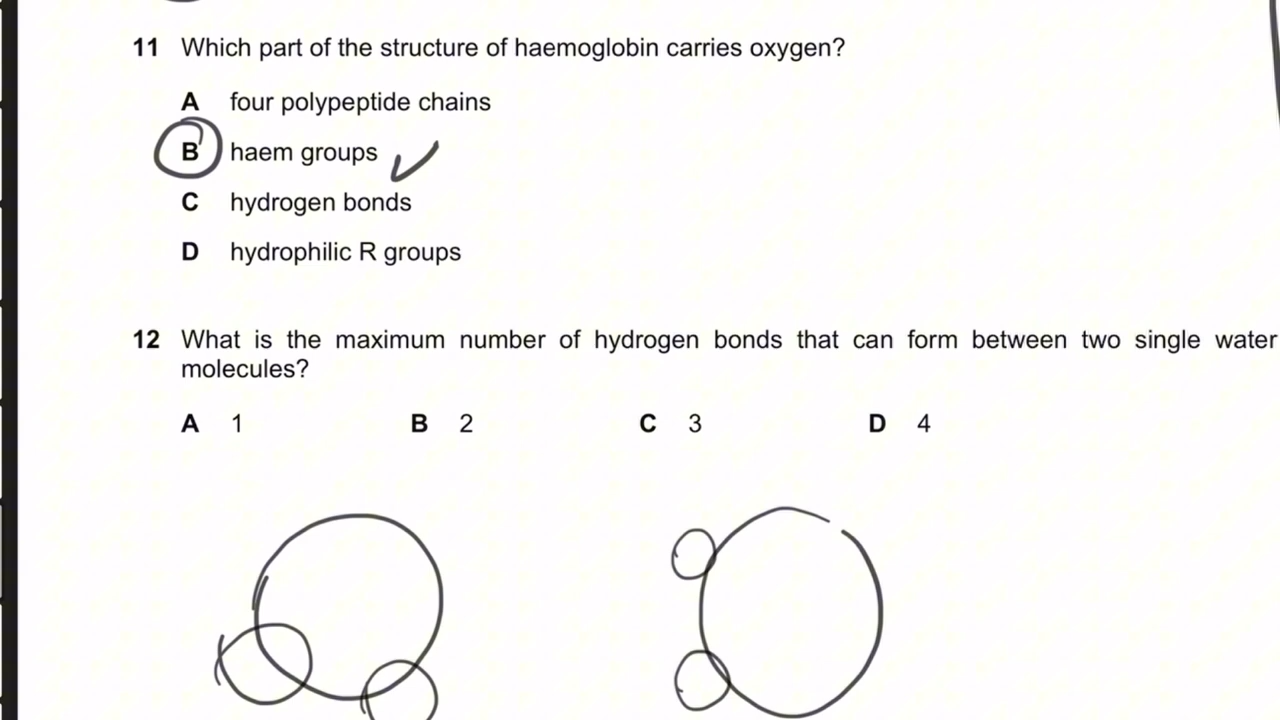 11 Which part of the structure of haemoglobin carries oxygen?
A four polypeptide chains
B haem groups
C hydrogen bonds
D hydrophilic R groups
12 What is the maximum number of hydrogen bonds that can form between two single water
molecules?
A 1 B 2 C 3 D 4